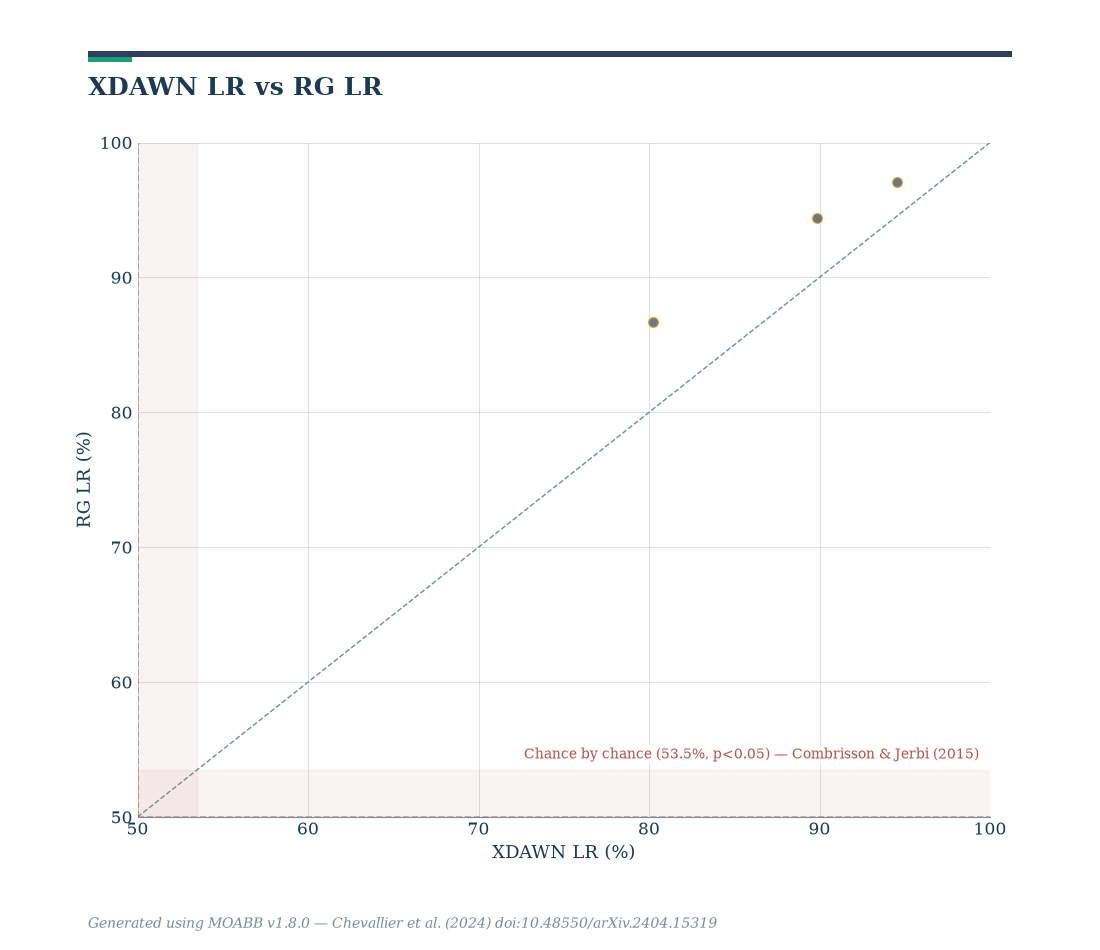 XDAWN LR vs RG LR
100
90
80
70
60
50
RG LR (%)
Chance by chance (53.5%, p<0.05) — Combrisson & Jerbi (2015)
50
60
70
80
90
100
XDAWN LR (%)
Generated using MOABB v1.8.0 — Chevallier et al. (2024) doi:10.48550/arXiv.2404.15319